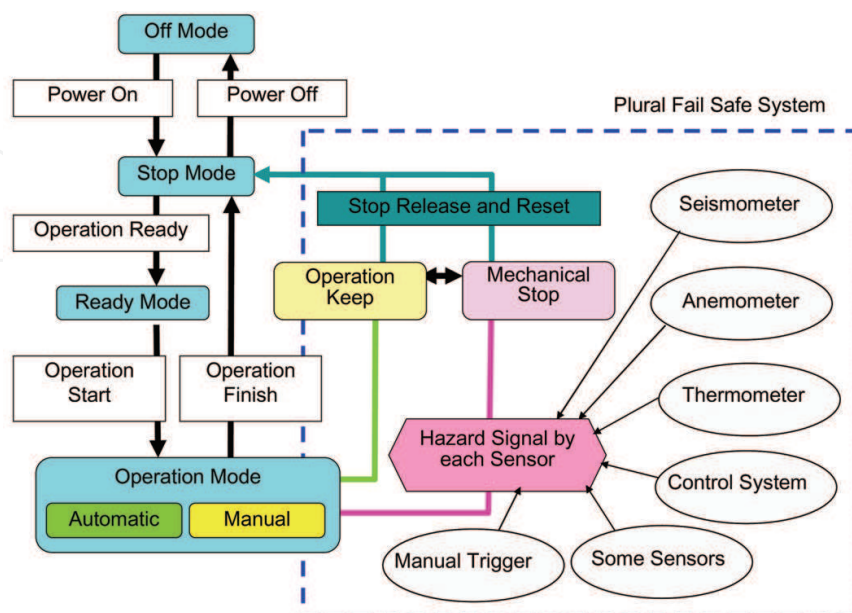 Off Mode
Power On
Power Off
Plural Fail Safe System
Stop Mode
Stop Release and Reset
Seismometer
Operation Ready
Operation
Keep
Mechanical
Stop
Ready Mode
Anemometer
Operation
Start
Operation
Finish
Thermometer
Hazard Signal by
each Sensor
Operation Mode
Control System
Automatic
Manual
Manual Trigger
Some Sensors